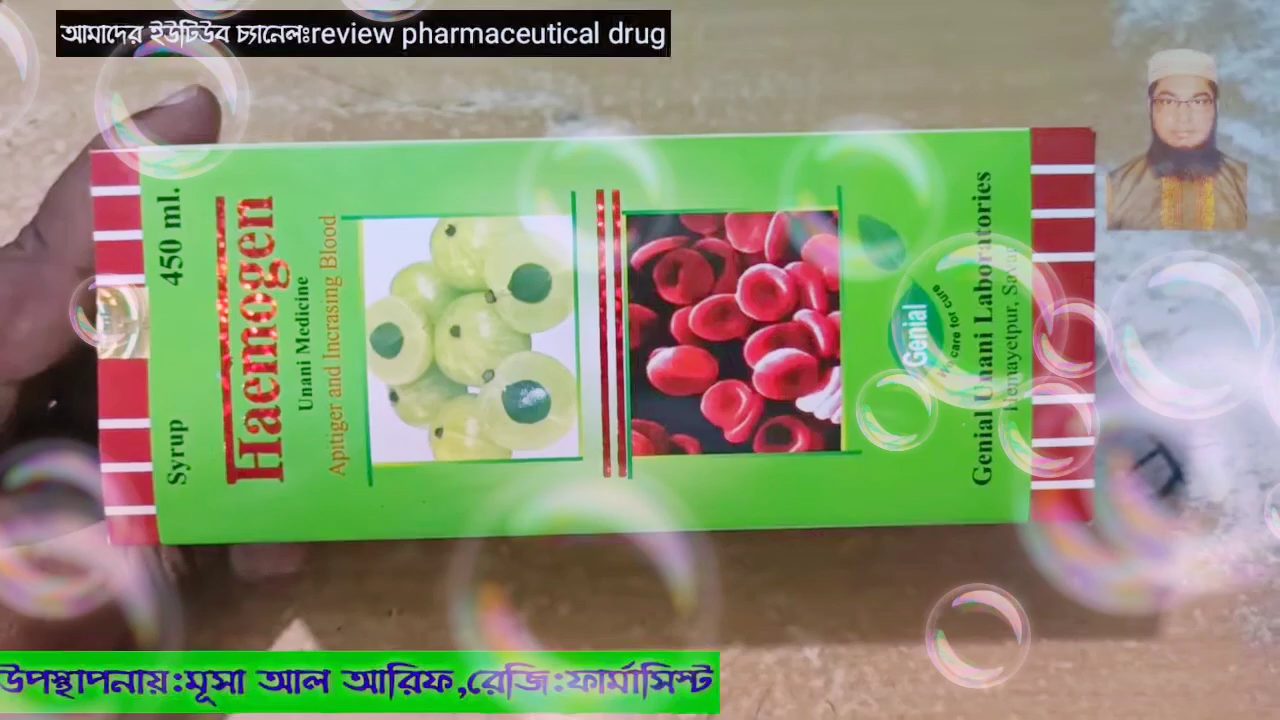 আমাদের ইউটিউব চ্যানেলঃreview pharmaceutical drug
Syrup 450 ml.
Haemogen
Unani Medicine
Apitiger and Incrasing Blood
Genial
We care for cure
Genial Unani Laboratories
Hemayetpur, Savar
উপস্থাপনায়:মূসা আল আরিফ,রেজি:ফার্মাসিস্ট